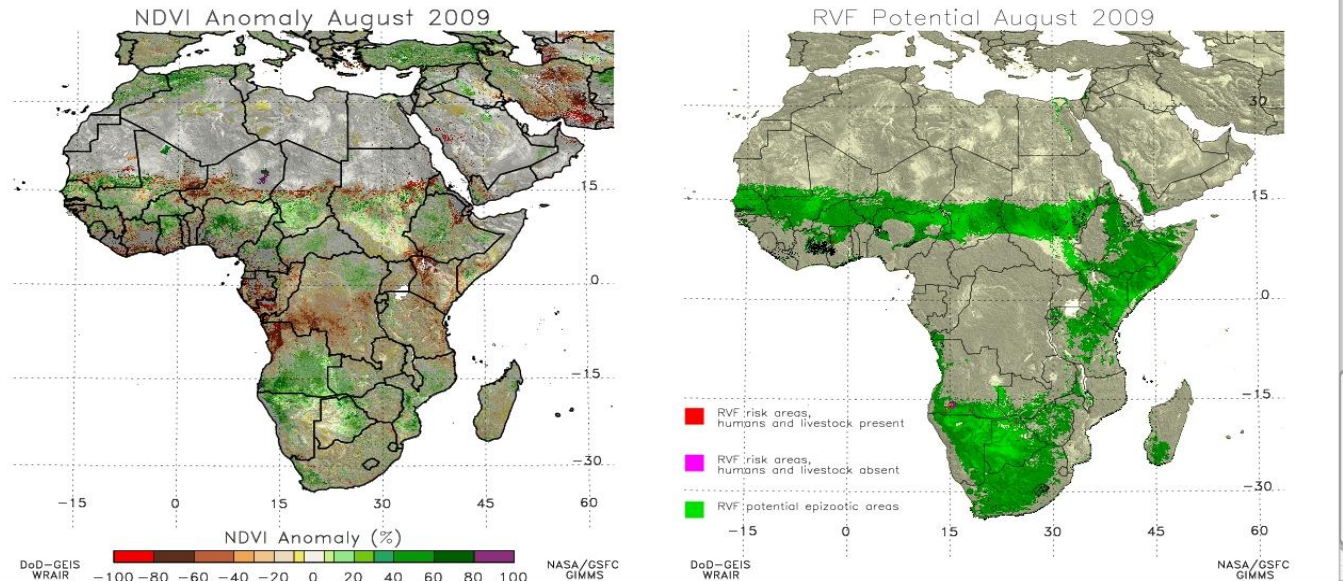 NDVI Anomaly August 2009
15
0
-15
-30
-15 0 15 30 45 60
NDVI Anomaly (%)
-100 -80 -60 -40 -20 0 20 40 60 80 100
DoD-GEIS
WRAIR
NASA/GSFC
GIMMS
RVF Potential August 2009
30
15
0
-15
-30
RVF risk areas,
humans and livestock present
RVF risk areas,
humans and livestock absent
RVF potential epizootic areas
-15 0 15 30 45 60
DoD-GEIS
WRAIR
NASA/GSFC
GIMMS